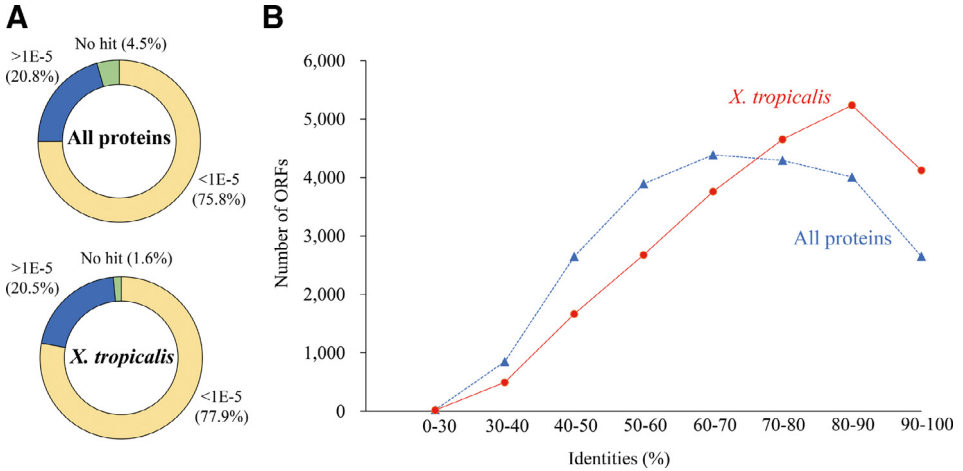 A
No hit (4.5%)
>1E-5
(20.8%)
All proteins
<1E-5
(75.8%)
No hit (1.6%)
>1E-5
(20.5%)
X. tropicalis
<1E-5
(77.9%)
B
6,000
5,000
4,000
3,000
2,000
1,000
0
Number of ORFs
X. tropicalis
All proteins
0-30
30-40
40-50
50-60
60-70
70-80
80-90
90-100
Identities (%)